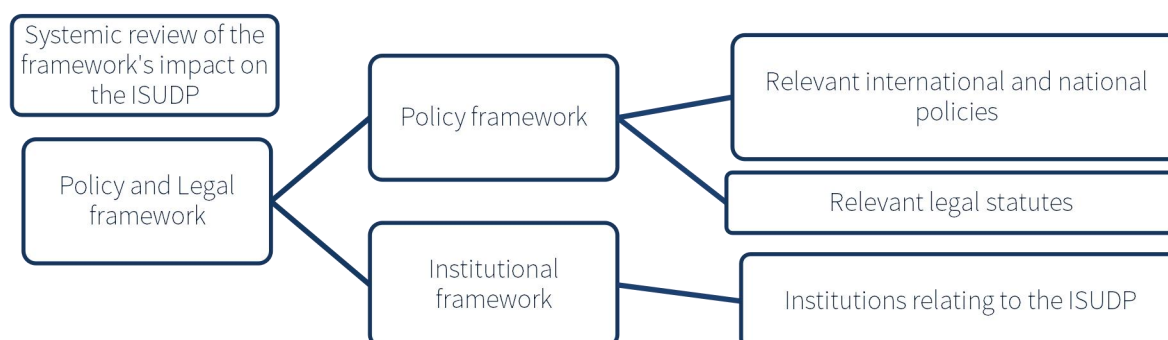 Systemic review of the
framework's impact on
the ISUDP
Policy and Legal
framework
Policy framework
Institutional
framework
Relevant international and national
policies
Relevant legal statutes
Institutions relating to the ISUDP